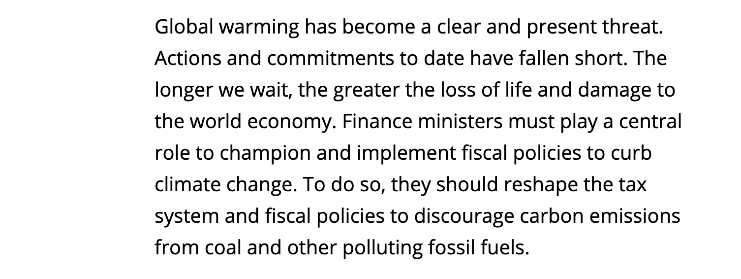 Global warming has become a clear and present threat.
Actions and commitments to date have fallen short. The
longer we wait, the greater the loss of life and damage to
the world economy. Finance ministers must play a central
role to champion and implement fiscal policies to curb
climate change. To do so, they should reshape the tax
system and fiscal policies to discourage carbon emissions
from coal and other polluting fossil fuels.